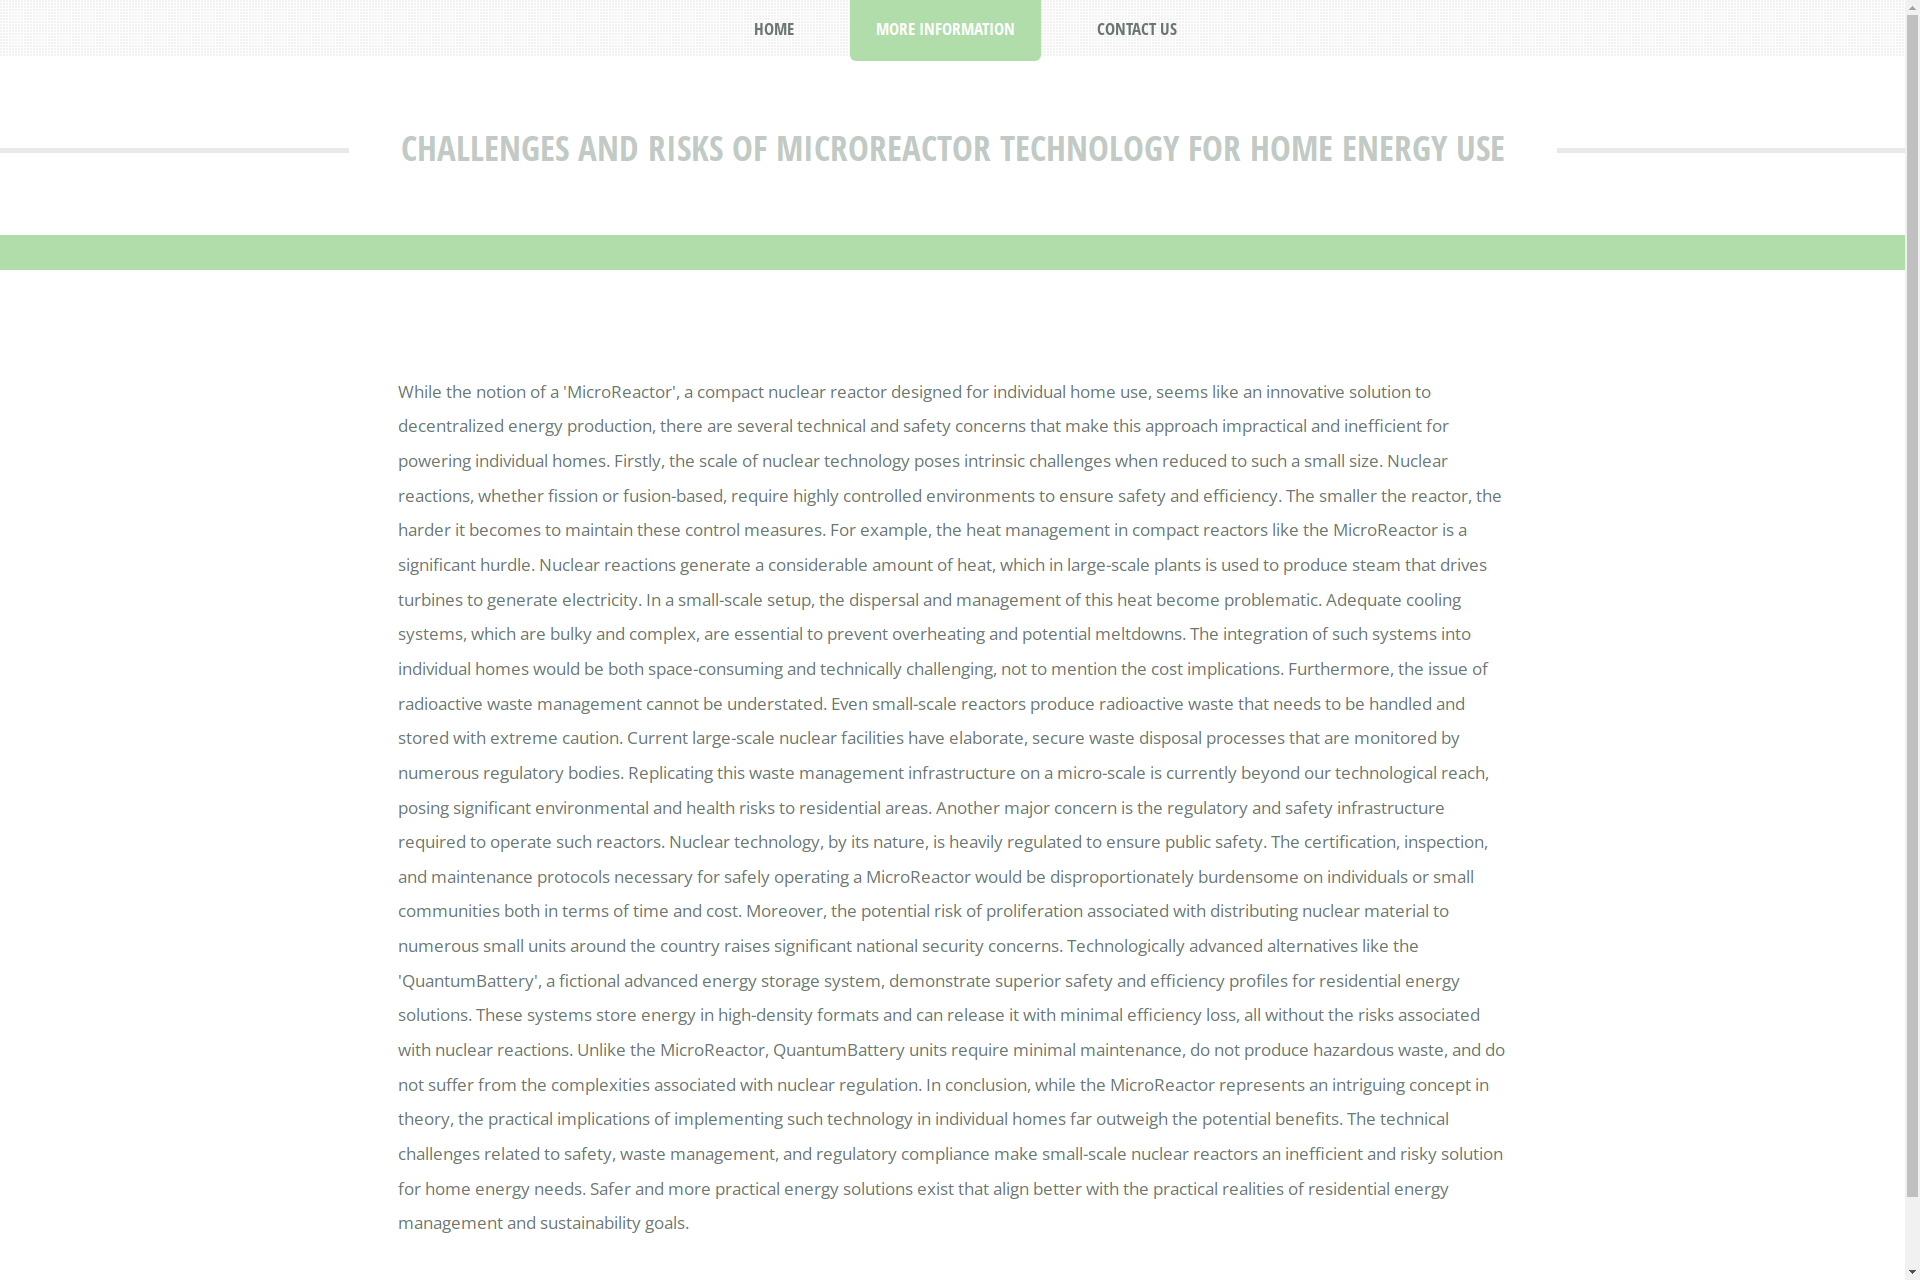 HOME
MORE INFORMATION
CONTACT US
CHALLENGES AND RISKS OF MICROREACTOR TECHNOLOGY FOR HOME ENERGY USE
While the notion of a 'MicroReactor', a compact nuclear reactor designed for individual home use, seems like an innovative solution to
decentralized energy production, there are several technical and safety concerns that make this approach impractical and inefficient for
powering individual homes. Firstly, the scale of nuclear technology poses intrinsic challenges when reduced to such a small size. Nuclear
reactions, whether fission or fusion-based, require highly controlled environments to ensure safety and efficiency. The smaller the reactor, the
harder it becomes to maintain these control measures. For example, the heat management in compact reactors like the MicroReactor is a
significant hurdle. Nuclear reactions generate a considerable amount of heat, which in large-scale plants is used to produce steam that drives
turbines to generate electricity. In a small-scale setup, the dispersal and management of this heat become problematic. Adequate cooling
systems, which are bulky and complex, are essential to prevent overheating and potential meltdowns. The integration of such systems into
individual homes would be both space-consuming and technically challenging, not to mention the cost implications. Furthermore, the issue of
radioactive waste management cannot be understated. Even small-scale reactors produce radioactive waste that needs to be handled and
stored with extreme caution. Current large-scale nuclear facilities have elaborate, secure waste disposal processes that are monitored by
numerous regulatory bodies. Replicating this waste management infrastructure on a micro-scale is currently beyond our technological reach,
posing significant environmental and health risks to residential areas. Another major concern is the regulatory and safety infrastructure
required to operate such reactors. Nuclear technology, by its nature, is heavily regulated to ensure public safety. The certification, inspection,
and maintenance protocols necessary for safely operating a MicroReactor would be disproportionately burdensome on individuals or small
communities both in terms of time and cost. Moreover, the potential risk of proliferation associated with distributing nuclear material to
numerous small units around the country raises significant national security concerns. Technologically advanced alternatives like the
'QuantumBattery', a fictional advanced energy storage system, demonstrate superior safety and efficiency profiles for residential energy
solutions. These systems store energy in high-density formats and can release it with minimal efficiency loss, all without the risks associated
with nuclear reactions. Unlike the MicroReactor, QuantumBattery units require minimal maintenance, do not produce hazardous waste, and do
not suffer from the complexities associated with nuclear regulation. In conclusion, while the MicroReactor represents an intriguing concept in
theory, the practical implications of implementing such technology in individual homes far outweigh the potential benefits. The technical
challenges related to safety, waste management, and regulatory compliance make small-scale nuclear reactors an inefficient and risky solution
for home energy needs. Safer and more practical energy solutions exist that align better with the practical realities of residential energy
management and sustainability goals.